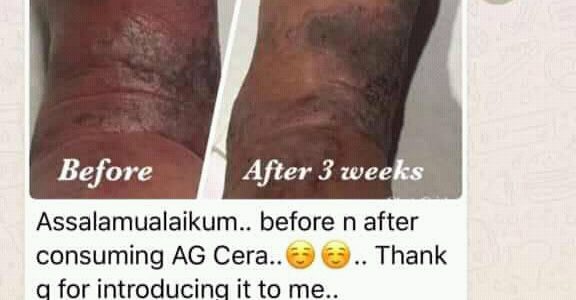 Before
After 3 weeks
Assalamualaikum.. before n after
consuming AG Cera..☺️☺️.. Thank
g for introducing it to me..